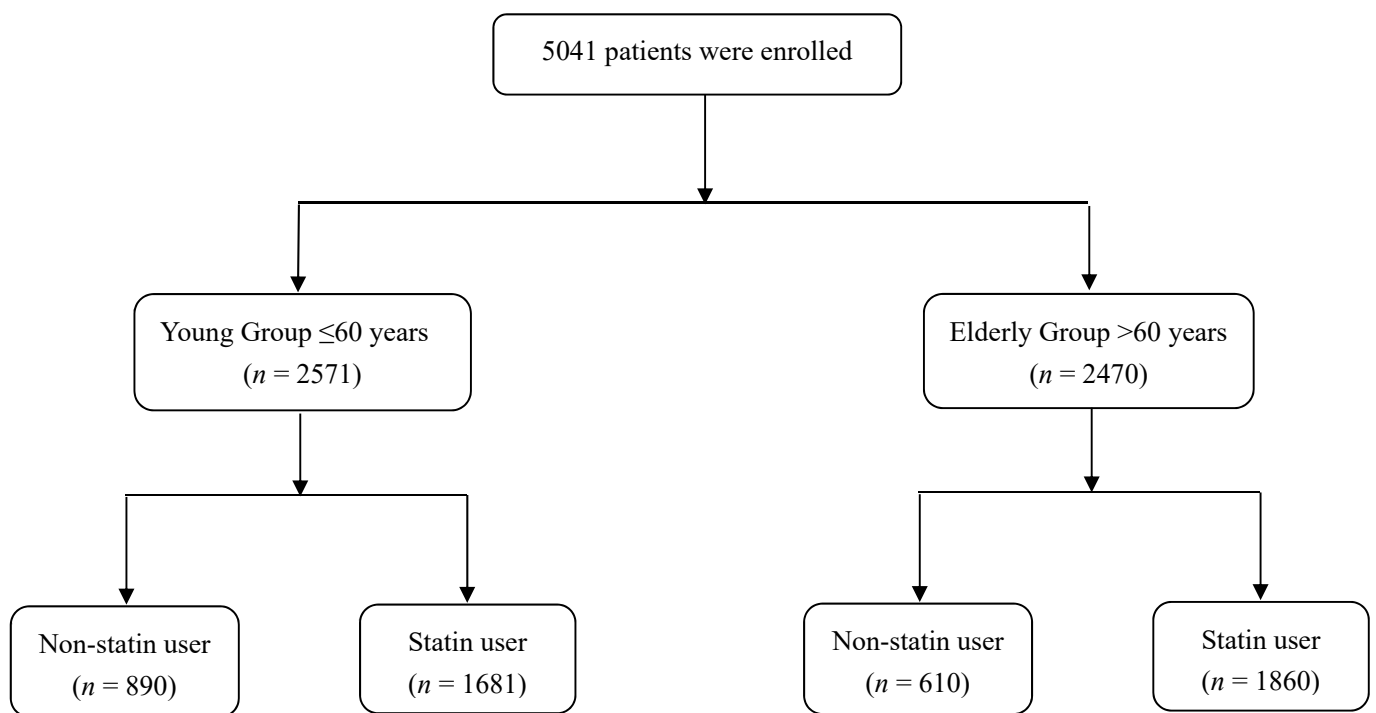 5041 patients were enrolled
Young Group ≤60 years
(n = 2571)
Elderly Group >60 years
(n = 2470)
Non-statin user
(n = 890)
Statin user
(n = 1681)
Non-statin user
(n = 610)
Statin user
(n = 1860)